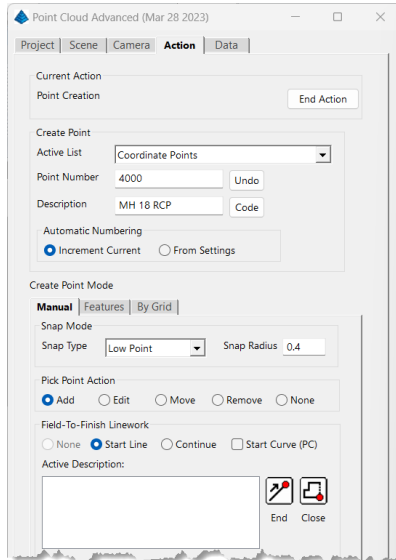 Point Cloud Advanced (Mar 28 2023)
Project Scene Camera Action Data
Current Action
Point Creation
End Action
Create Point
Active List Coordinate Points
Point Number 4000 Undo
Description MH 18 RCP Code
Automatic Numbering
Increment Current From Settings
Create Point Mode
Manual Features By Grid
Snap Mode
Snap Type Low Point Snap Radius 0.4
Pick Point Action
Add Edit Move Remove None
Field-To-Finish Linework
None Start Line Continue Start Curve (PC)
Active Description:
End Close